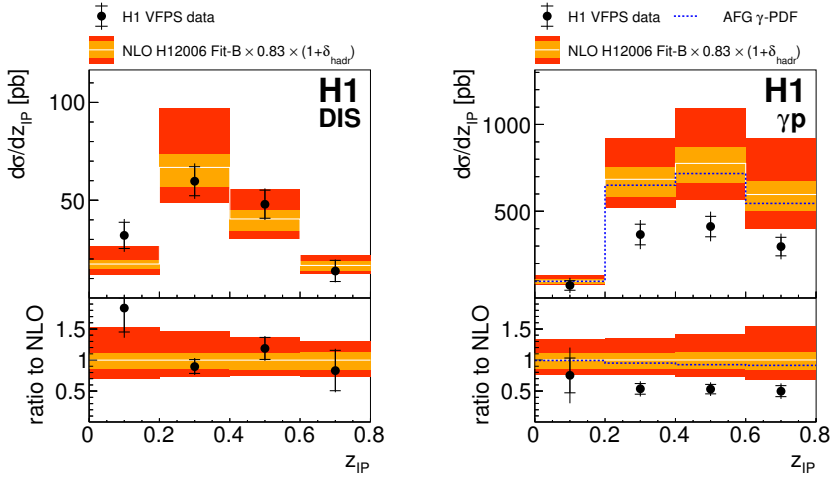 H1 VFPS data
NLO H12006 Fit-B × 0.83 × (1+δhadr)
dσ/dzIP [pb]
100
50
H1
DIS
ratio to NLO
1.5
1
0.5
0 0.2 0.4 0.6 0.8
zIP
H1 VFPS data AFG γ-PDF
NLO H12006 Fit-B × 0.83 × (1+δhadr)
dσ/dzIP [pb]
1000
500
H1
γp
ratio to NLO
1.5
1
0.5
0 0.2 0.4 0.6 0.8
zIP